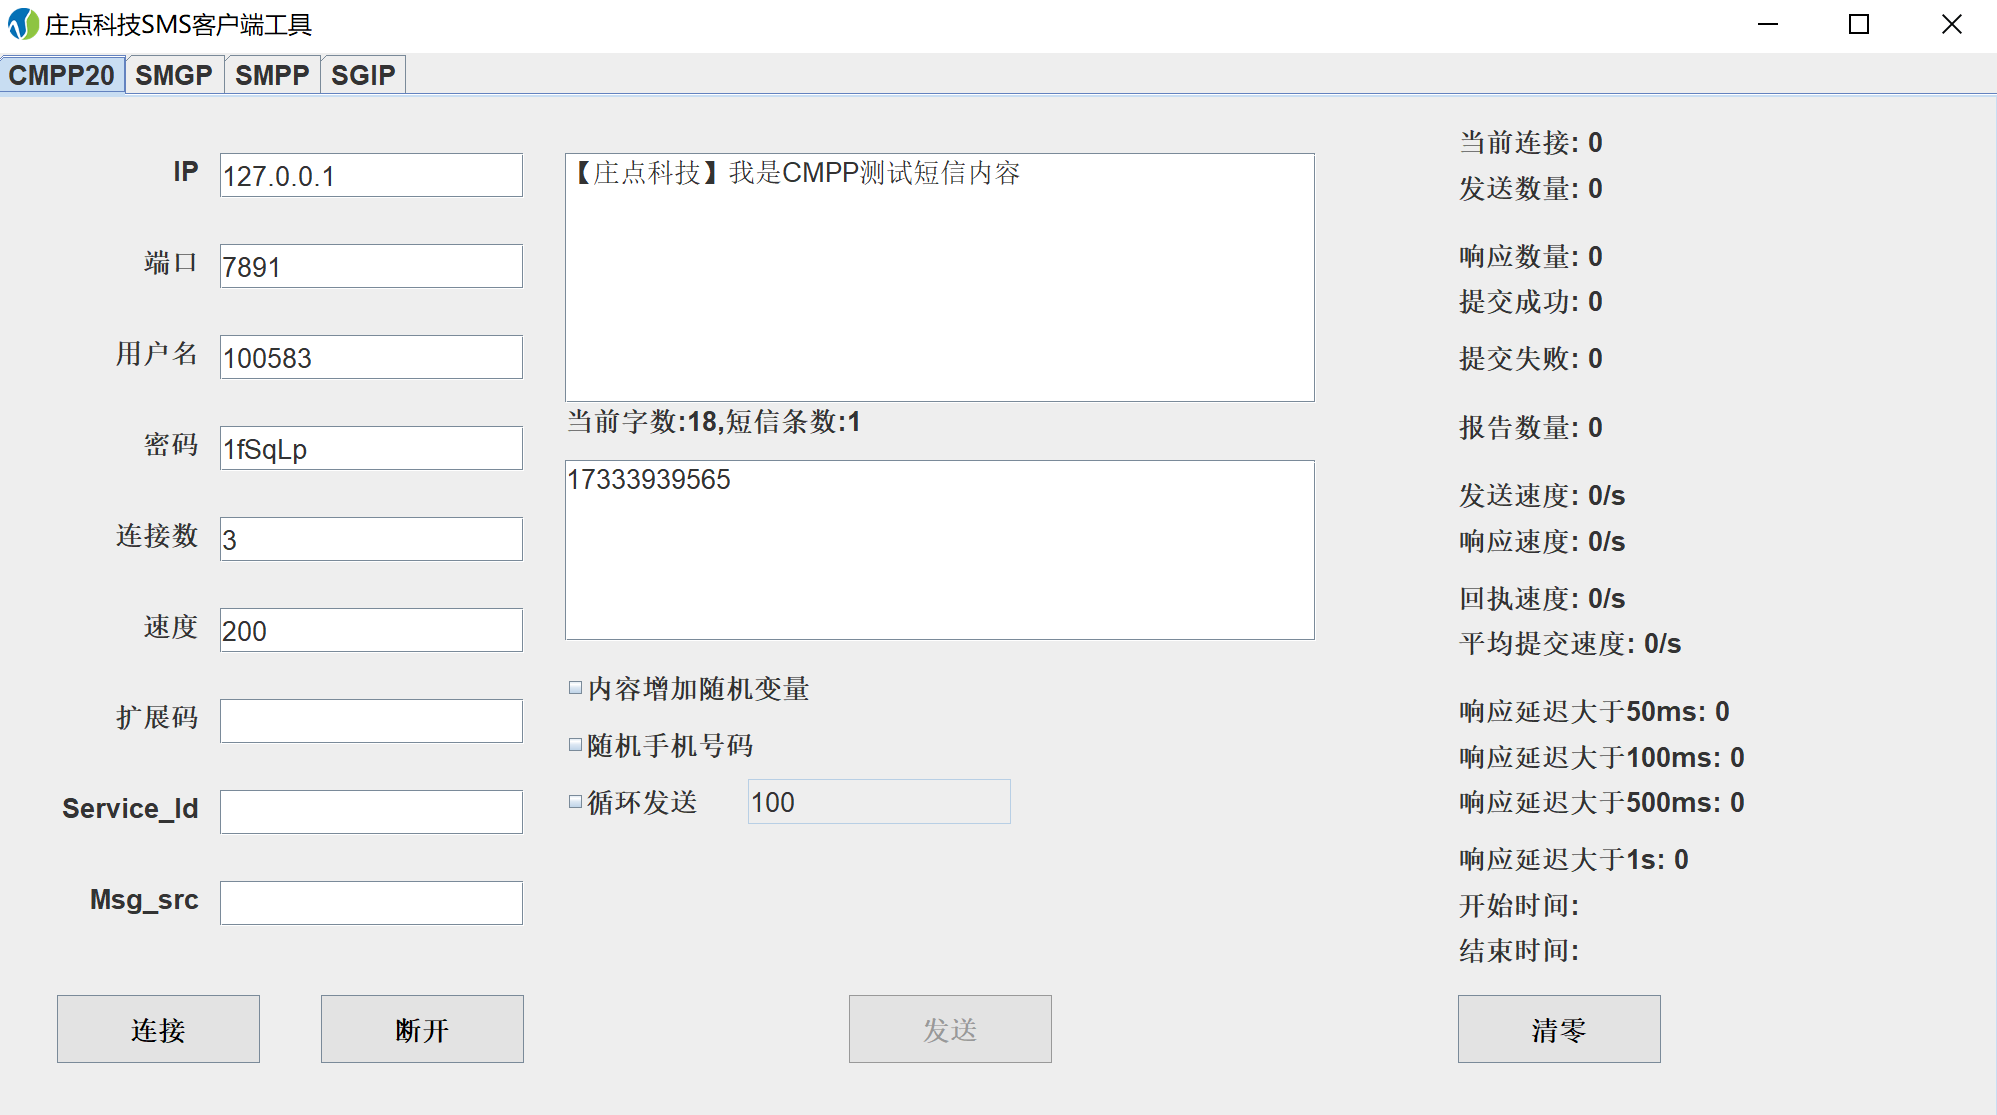 庄点科技SMS客户端工具
CMPP20 SMGP SMPP SGIP
IP 127.0.0.1
端口 7891
用户名 100583
密码 1fSqLp
连接数 3
速度 200
扩展码
Service_Id
Msg_src
连接 断开
【庄点科技】我是CMPP测试短信内容
当前字数:18,短信条数:1
17333939565
内容增加随机变量
随机手机号码
循环发送 100
发送
当前连接: 0
发送数量: 0
响应数量: 0
提交成功: 0
提交失败: 0
报告数量: 0
发送速度: 0/s
响应速度: 0/s
回执速度: 0/s
平均提交速度: 0/s
响应延迟大于50ms: 0
响应延迟大于100ms: 0
响应延迟大于500ms: 0
响应延迟大于1s: 0
开始时间:
结束时间:
清零